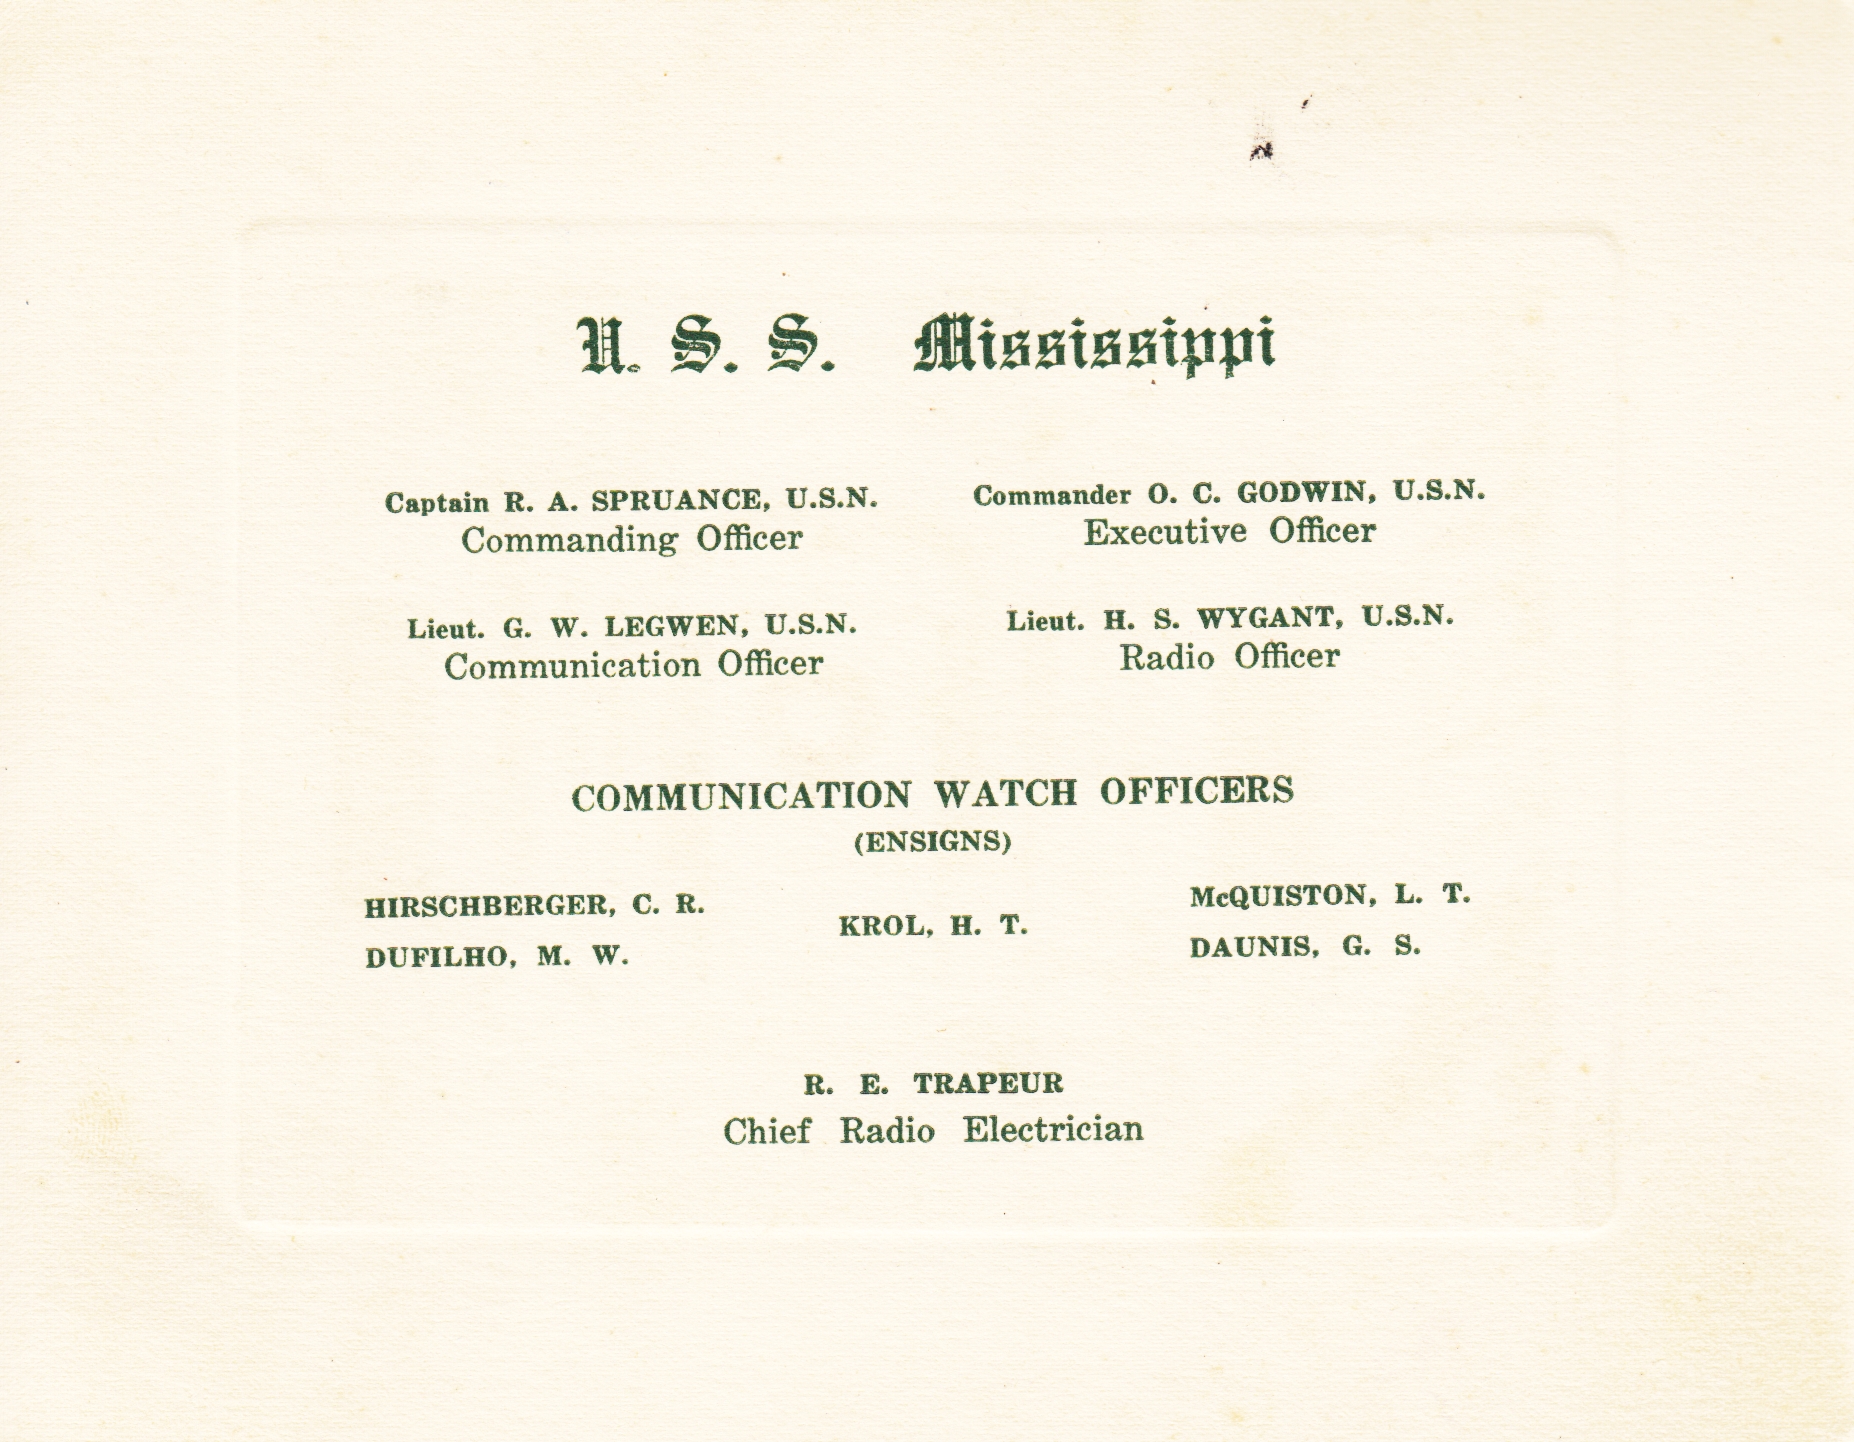 U. S. S. Mississippi
Captain R. A. SPRUANCE, U.S.N.
Commanding Officer
Commander O. C. GODWIN, U.S.N.
Executive Officer
Lieut. G. W. LEGWEN, U.S.N.
Communication Officer
Lieut. H. S. WYGANT, U.S.N.
Radio Officer
COMMUNICATION WATCH OFFICERS
(ENSIGNS)
HIRSCHBERGER, C. R.
DUFILHO, M. W.
KROL, H. T.
McQUISTON, L. T.
DAUNIS, G. S.
R. E. TRAPEUR
Chief Radio Electrician